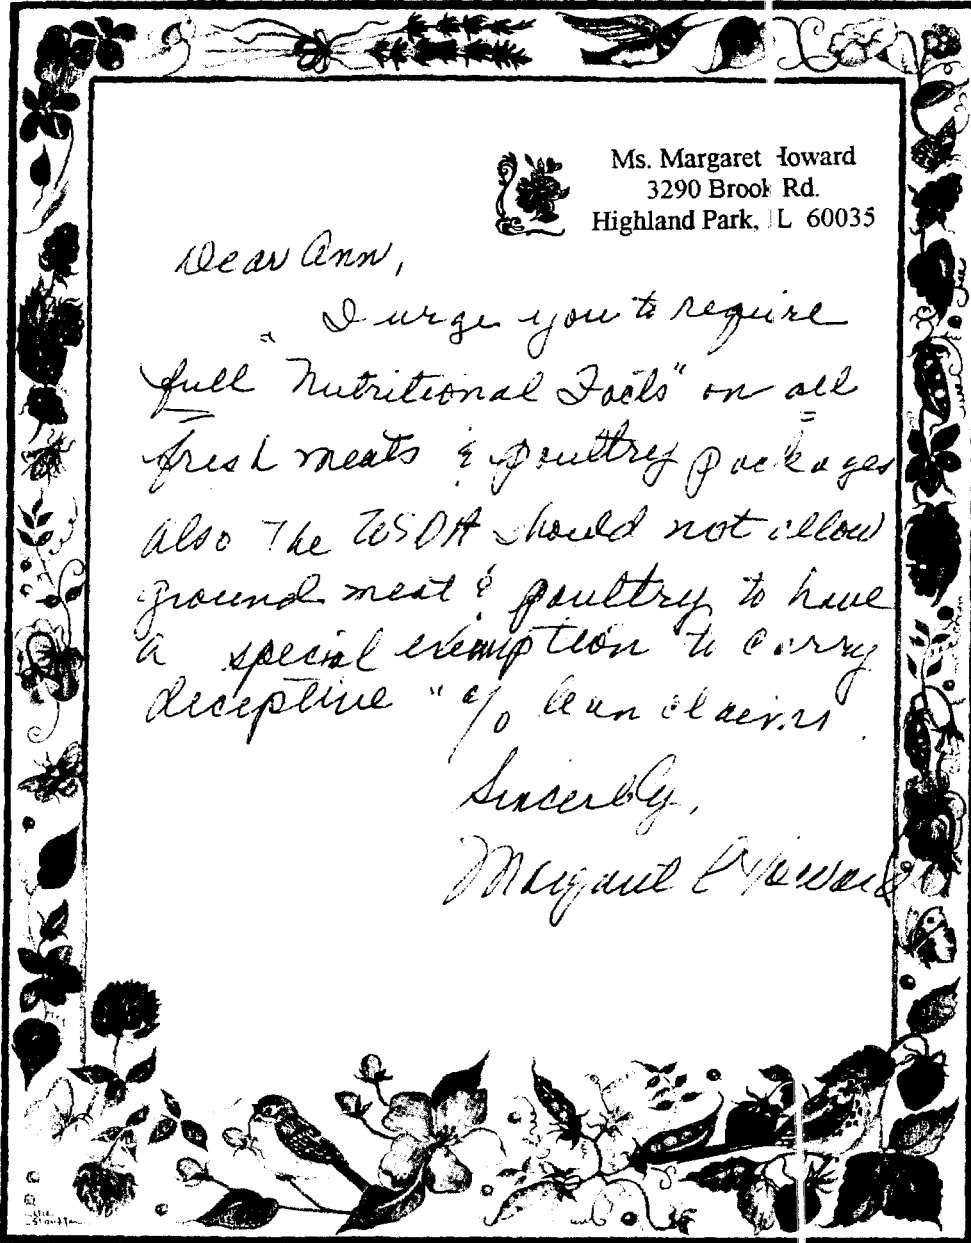 Ms. Margaret Howard
3290 Brook Rd.
Highland Park, IL 60035
Dear Ann,
I urge you to require
full "Nutritional Facts" on all
fresh meats & poultry packages
also The USDA should not allow
ground meat & poultry to have
a special exemption to carry
deceptive "% lean claims
Sincerely,
Margaret Howard